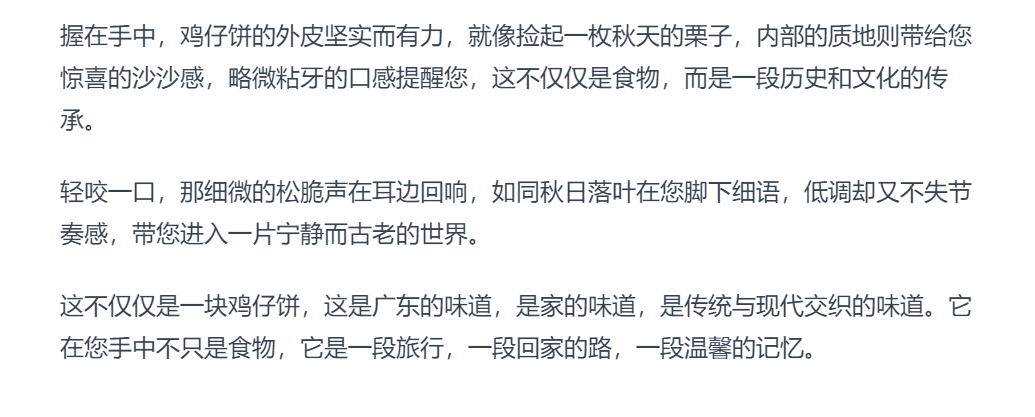 握在手中，鸡仔饼的外皮坚实而有力，就像捡起一枚秋天的栗子，内部的质地则带给您
惊喜的沙沙感，略微粘牙的口感提醒您，这不仅仅是食物，而是一段历史和文化的传
承。
轻咬一口，那细微的松脆声在耳边回响，如同秋日落叶在您脚下细语，低调却又不失节
奏感，带您进入一片宁静而古老的世界。
这不仅仅是一块鸡仔饼，这是广东的味道，是家的味道，是传统与现代交织的味道。它
在您手中不只是食物，它是一段旅行，一段回家的路，一段温馨的记忆。